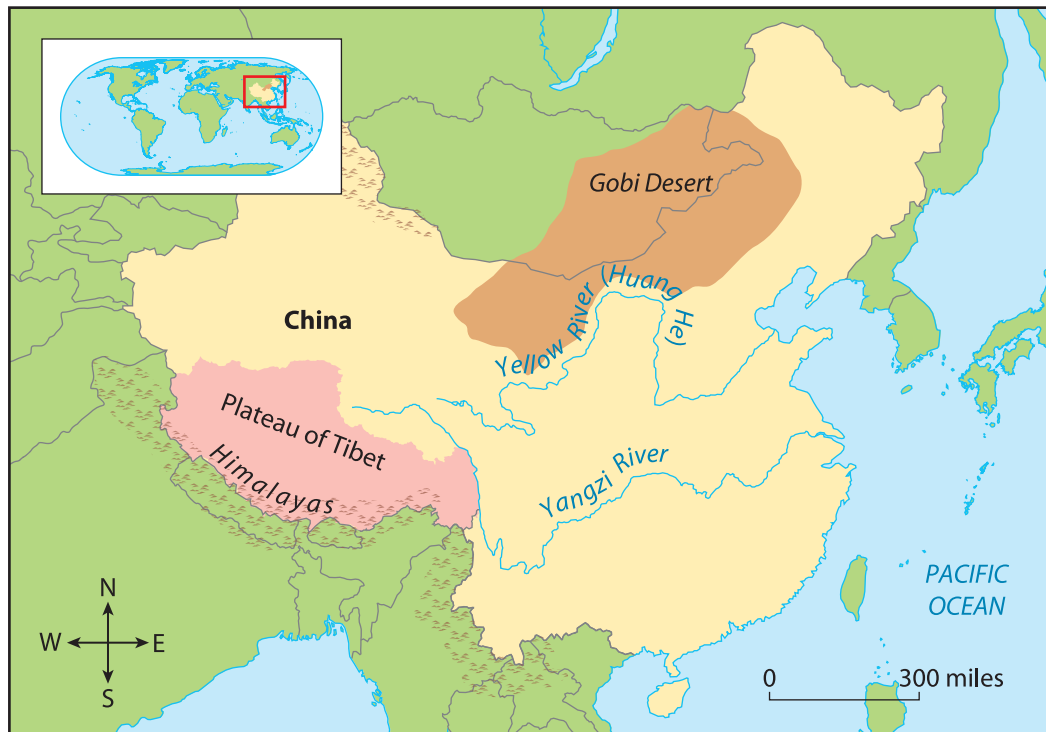 Gobi Desert
Yellow River (Huang He)
China
Plateau of Tibet
Himalayas
Yangzi River
PACIFIC
OCEAN
N
W E
S
0 300 miles